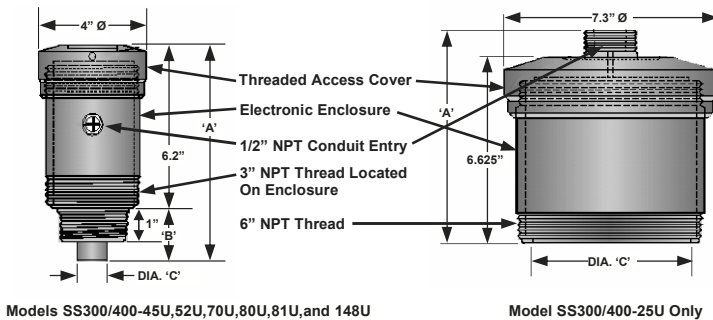 4” Ø
7.3” Ø
Threaded Access Cover
Electronic Enclosure
1/2” NPT Conduit Entry
3” NPT Thread Located
On Enclosure
6” NPT Thread
‘A’
6.2”
1”
‘B’
DIA. ‘C’
‘A’
6.625”
DIA. ‘C’
Models SS300/400-45U,52U,70U,80U,81U,and 148U
Model SS300/400-25U Only